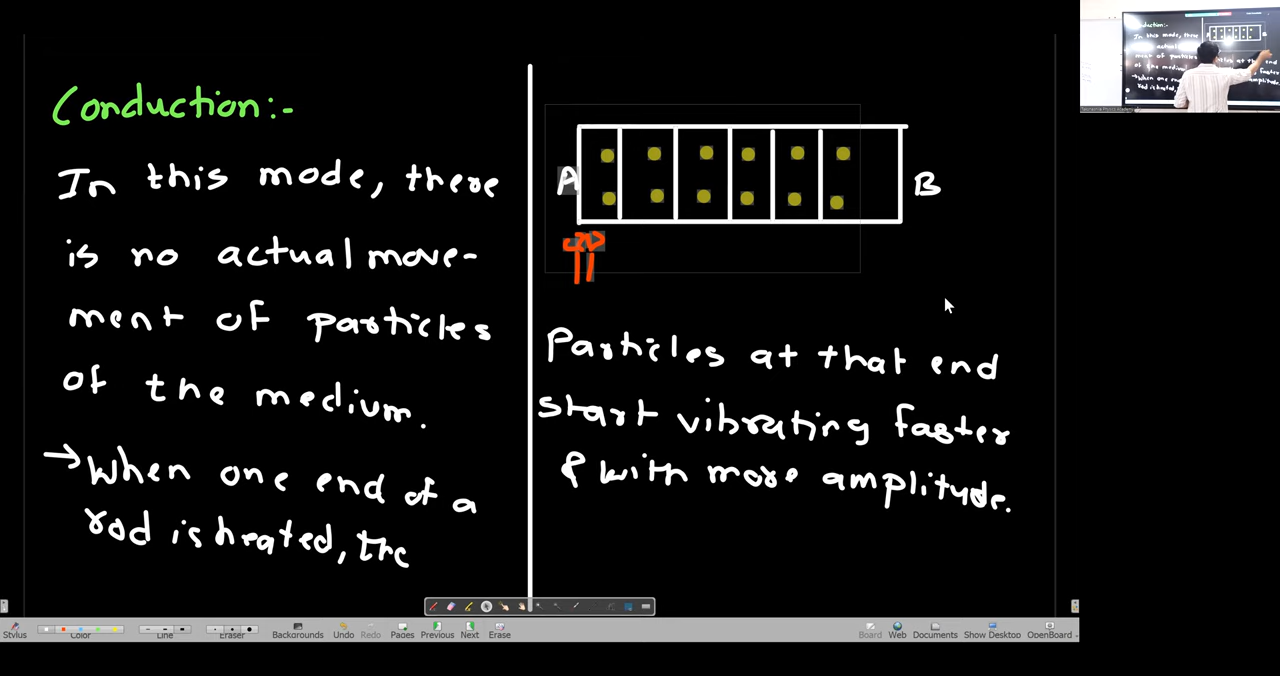 Conduction:-
In this mode, there
is no actual move-
ment of particles
of the medium.
→ When one end of a
rod is heated, the
A
B
Particles at that end
start vibrating faster
& with more amplitude.
Stylus
Color
Line
Eraser
Backgrounds
Undo
Redo
Pages
Previous
Next
Erase
Board
Web
Documents
Show Desktop
OpenBoard